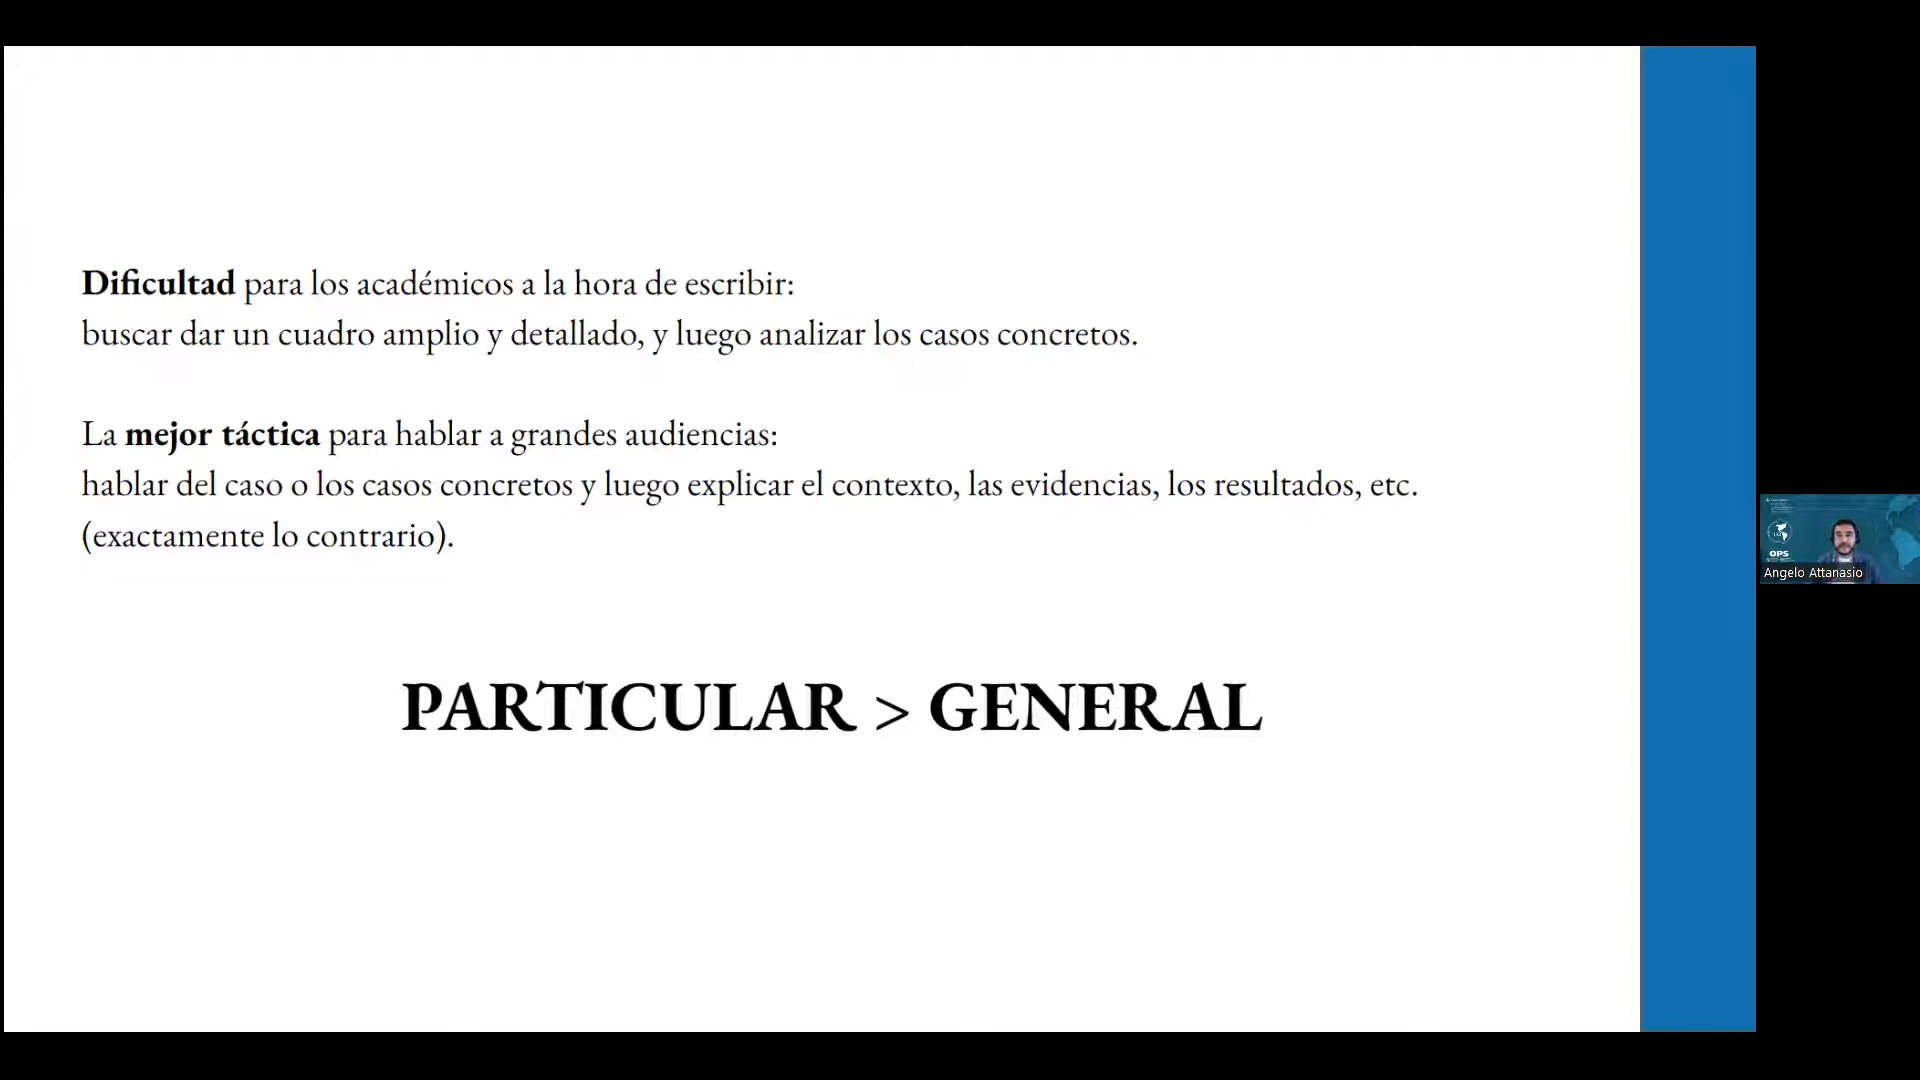 Dificultad para los académicos a la hora de escribir:
buscar dar un cuadro amplio y detallado, y luego analizar los casos concretos.
La mejor táctica para hablar a grandes audiencias:
hablar del caso o los casos concretos y luego explicar el contexto, las evidencias, los resultados, etc.
(exactamente lo contrario).
PARTICULAR > GENERAL
OPS
Angelo Attanasio